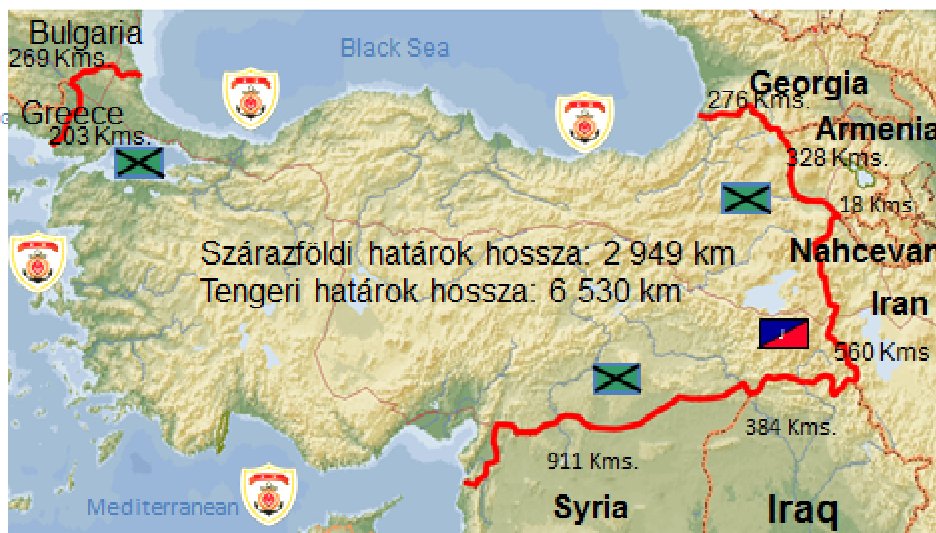 Bulgaria
269 Kms.
Black Sea
Greece
203 Kms.
Georgia
276 Kms.
Armenia
328 Kms.
18 Kms.
Szárazföldi határok hossza: 2 949 km
Tengeri határok hossza: 6 530 km
Nahcevan
Iran
J
560 Kms
384 Kms.
911 Kms.
Mediterranean
Syria
Iraq